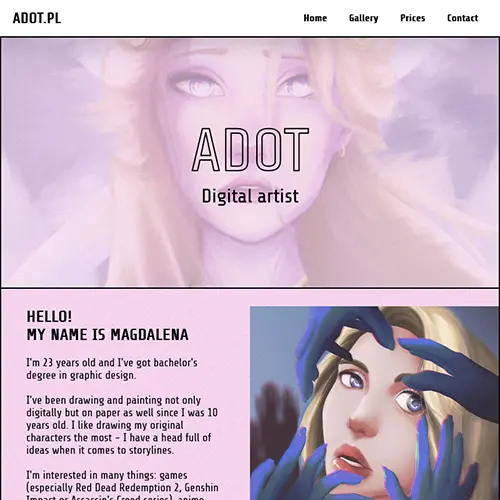 ADOT.PL
Home Gallery Prices Contact
ADOT
Digital artist
HELLO!
MY NAME IS MAGDALENA
I'm 23 years old and I've got bachelor's
degree in graphic design.
I've been drawing and painting not only
digitally but on paper as well since I was 10
years old. I like drawing my original
characters the most - I have a head full of
ideas when it comes to storylines.
I'm interested in many things: games
(especially Red Dead Redemption 2, Genshin
Impact or Assassin's Creed series), anime,